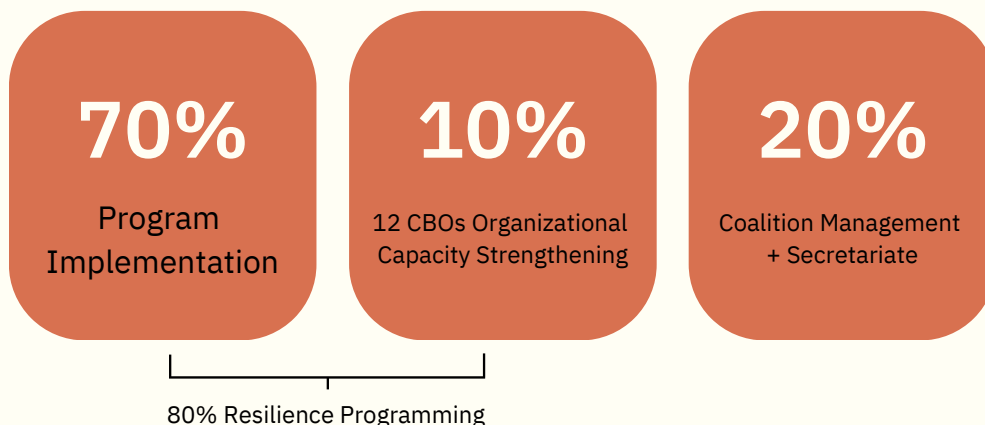 70%
Program
Implementation
10%
12 CBOs Organizational
Capacity Strengthening
20%
Coalition Management
+ Secretariate
80% Resilience Programming